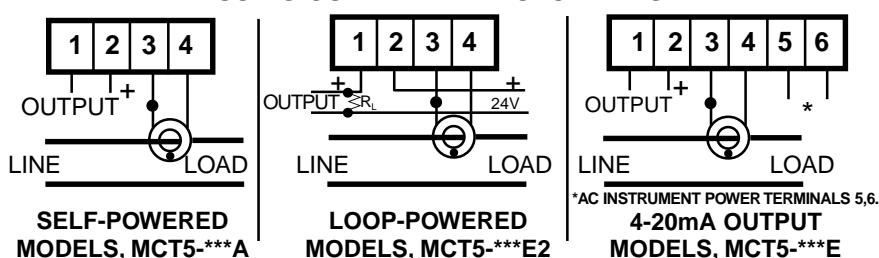 1 2 3 4
OUTPUT +
LINE LOAD
SELF-POWERED
MODELS, MCT5-***A
1 2 3 4
+ +
OUTPUT RL 24V
LINE LOAD
LOOP-POWERED
MODELS, MCT5-***E2
1 2 3 4 5 6
OUTPUT + *
LINE LOAD
*AC INSTRUMENT POWER TERMINALS 5,6.
4-20mA OUTPUT
MODELS, MCT5-***E